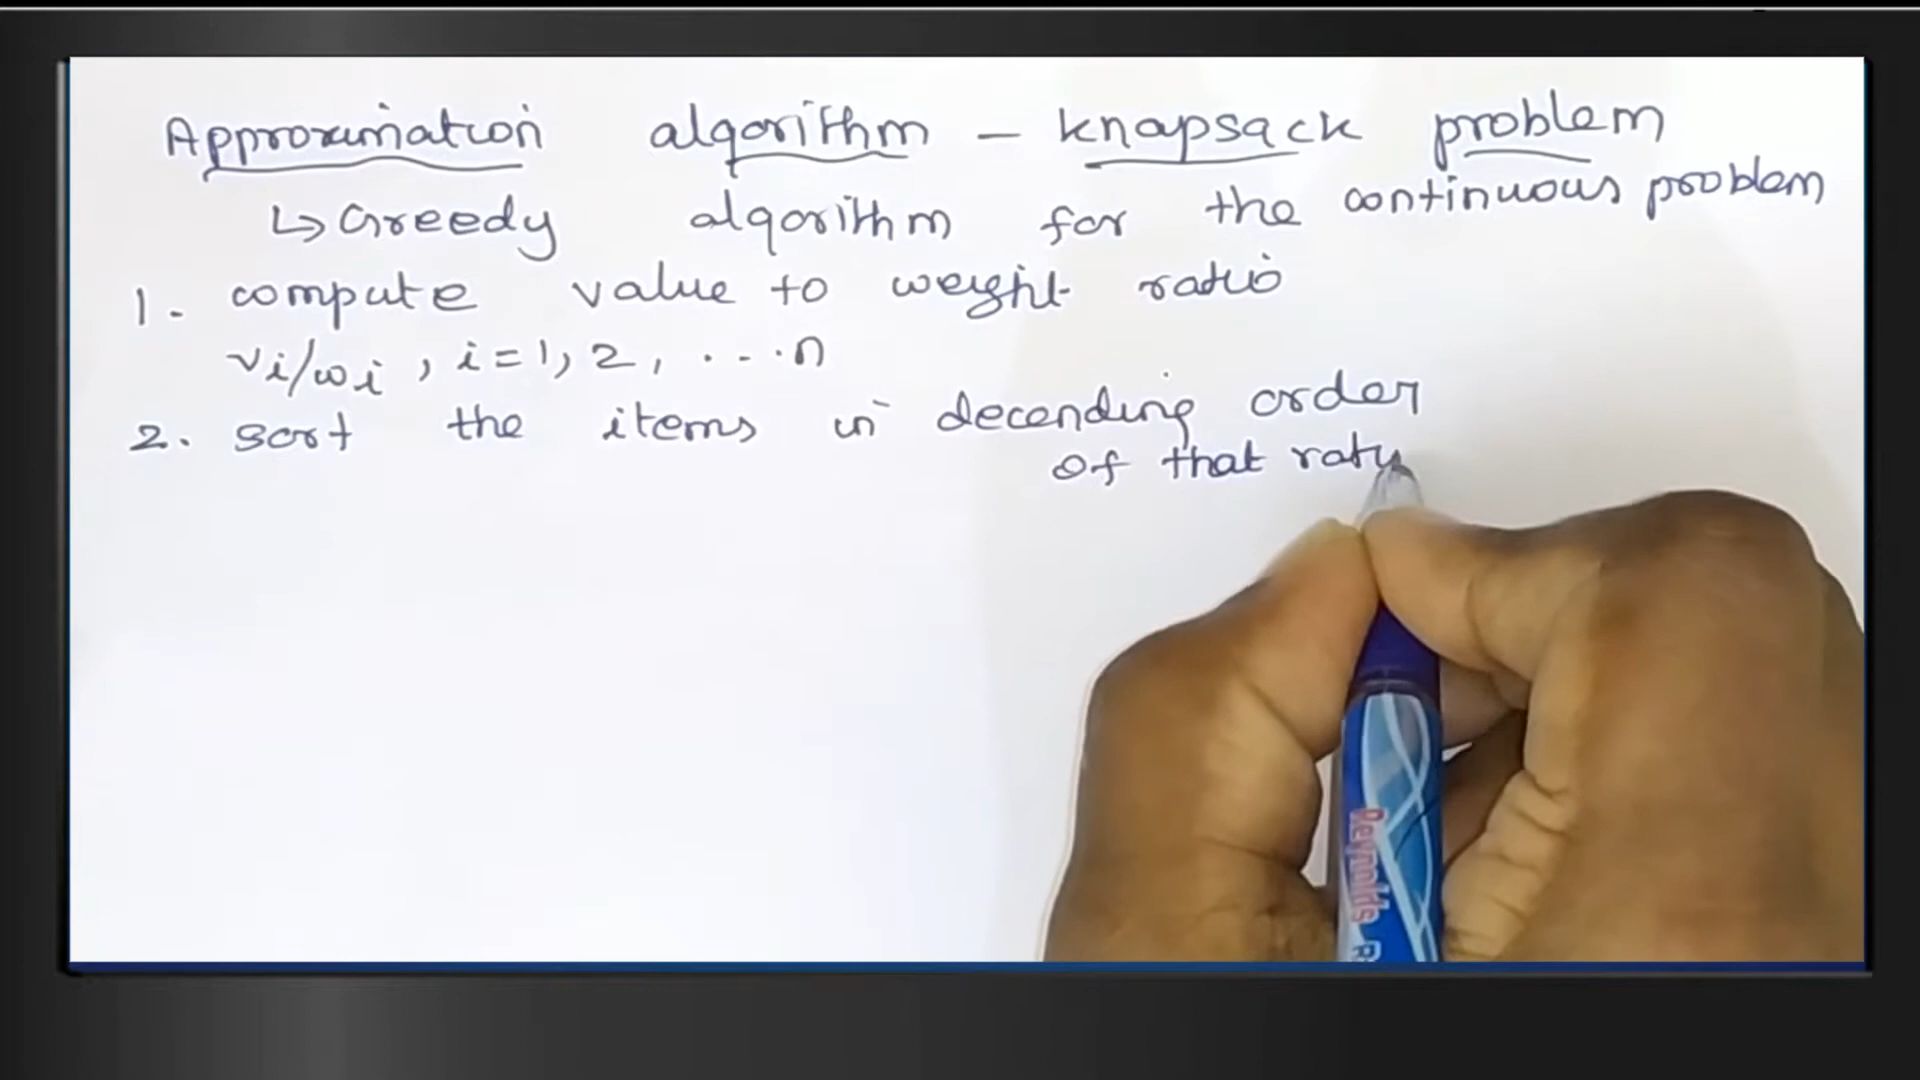 Approximation algorithm - knapsack problem
↳ Greedy algorithm for the continuous problem
1. compute value to weight ratio
vi/wi, i=1, 2, ...n
2. sort the items in decending order
of that rati
Reynolds R